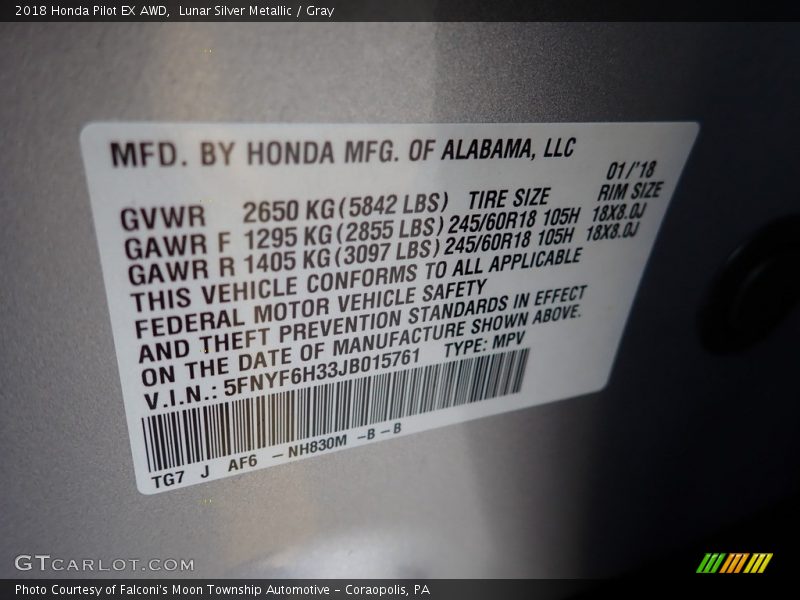 2018 Honda Pilot EX AWD,  Lunar Silver Metallic / Gray
MFD. BY HONDA MFG. OF ALABAMA, LLC
01/'18
GVWR 2650 KG (5842 LBS) TIRE SIZE RIM SIZE
GAWR F 1295 KG (2855 LBS) 245/60R18 105H 18X8.0J
GAWR R 1405 KG (3097 LBS) 245/60R18 105H 18X8.0J
THIS VEHICLE CONFORMS TO ALL APPLICABLE
FEDERAL MOTOR VEHICLE SAFETY
AND THEFT PREVENTION STANDARDS IN EFFECT
ON THE DATE OF MANUFACTURE SHOWN ABOVE.
V.I.N.: 5FNYF6H33JB015761 TYPE: MPV
TG7 J AF6 – NH830M –B – B
GTCARLOT.COM
Photo Courtesy of Falconi's Moon Township Automotive – Coraopolis, PA